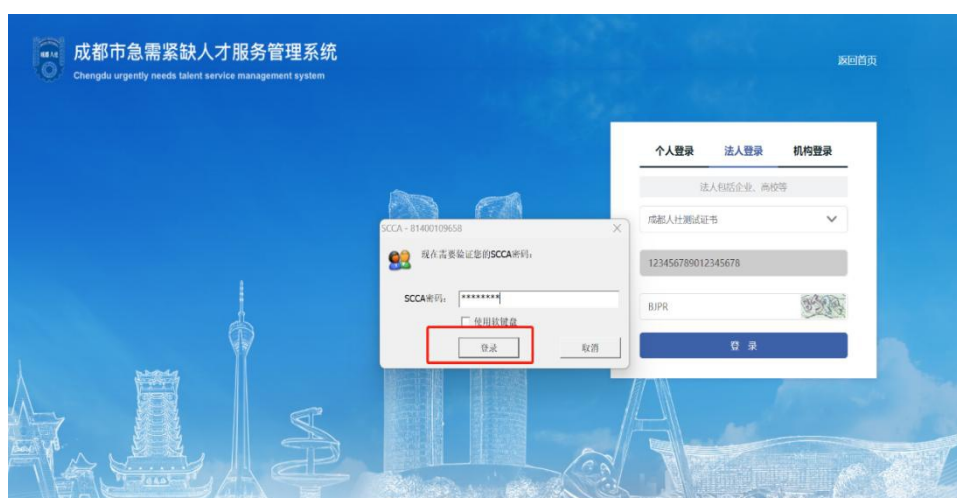 成都市急需紧缺人才服务管理系统
Chengdu urgently needs talent service management system
返回首页
个人登录 法人登录 机构登录
法人包括企业、高校等
成都人社测试证书
123456789012345678
BJPR
登 录
SCCA - 81400109658
现在需要验证您的SCCA密码:
SCCA密码: ********
使用软键盘
登录 取消